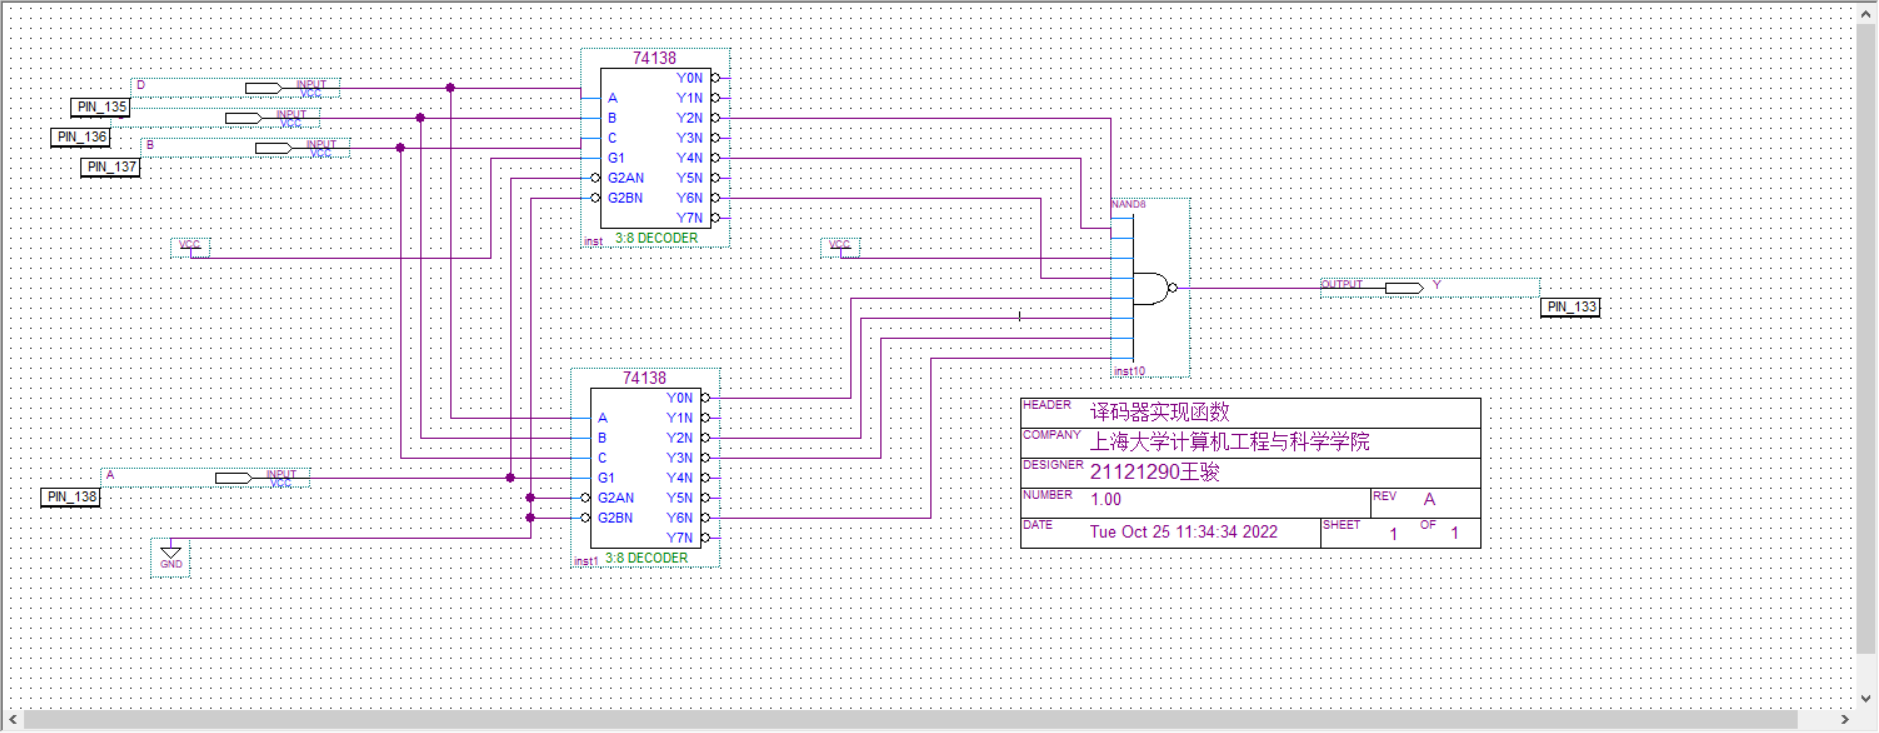 74138
D
INPUT
VCC
PIN_135
INPUT
VCC
PIN_136
B
INPUT
VCC
PIN_137
A
B
C
G1
G2AN
G2BN
Y0N
Y1N
Y2N
Y3N
Y4N
Y5N
Y6N
Y7N
inst
3:8 DECODER
VCC
VCC
NAND8
inst10
OUTPUT
Y
PIN_133
74138
A
B
C
G1
G2AN
G2BN
Y0N
Y1N
Y2N
Y3N
Y4N
Y5N
Y6N
Y7N
inst1
3:8 DECODER
A
INPUT
VCC
PIN_138
GND
HEADER 译码器实现函数
COMPANY 上海大学计算机工程与科学学院
DESIGNER 21121290王骏
NUMBER 1.00 REV A
DATE Tue Oct 25 11:34:34 2022 SHEET 1 OF 1